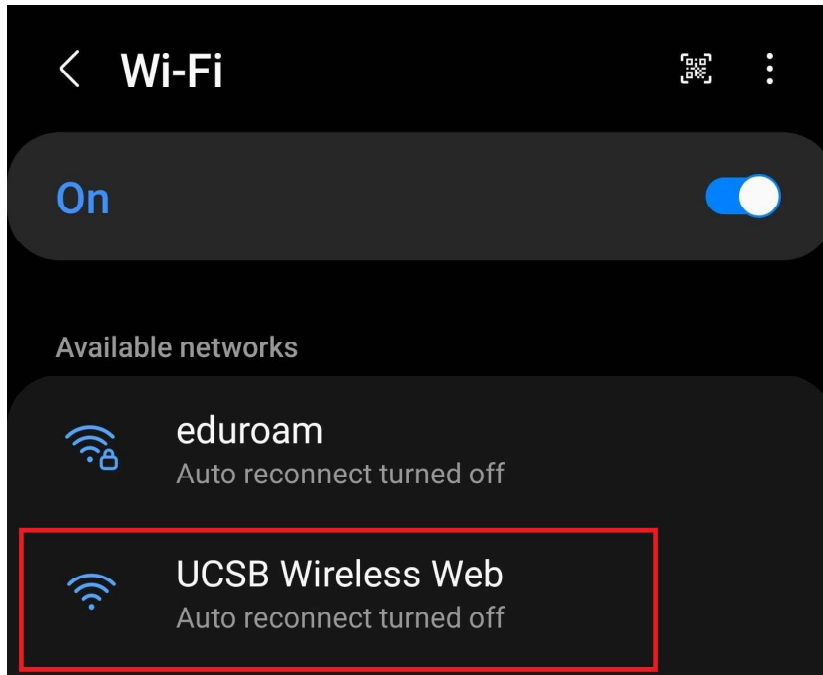 Wi-Fi
On
Available networks
eduroam
Auto reconnect turned off
UCSB Wireless Web
Auto reconnect turned off